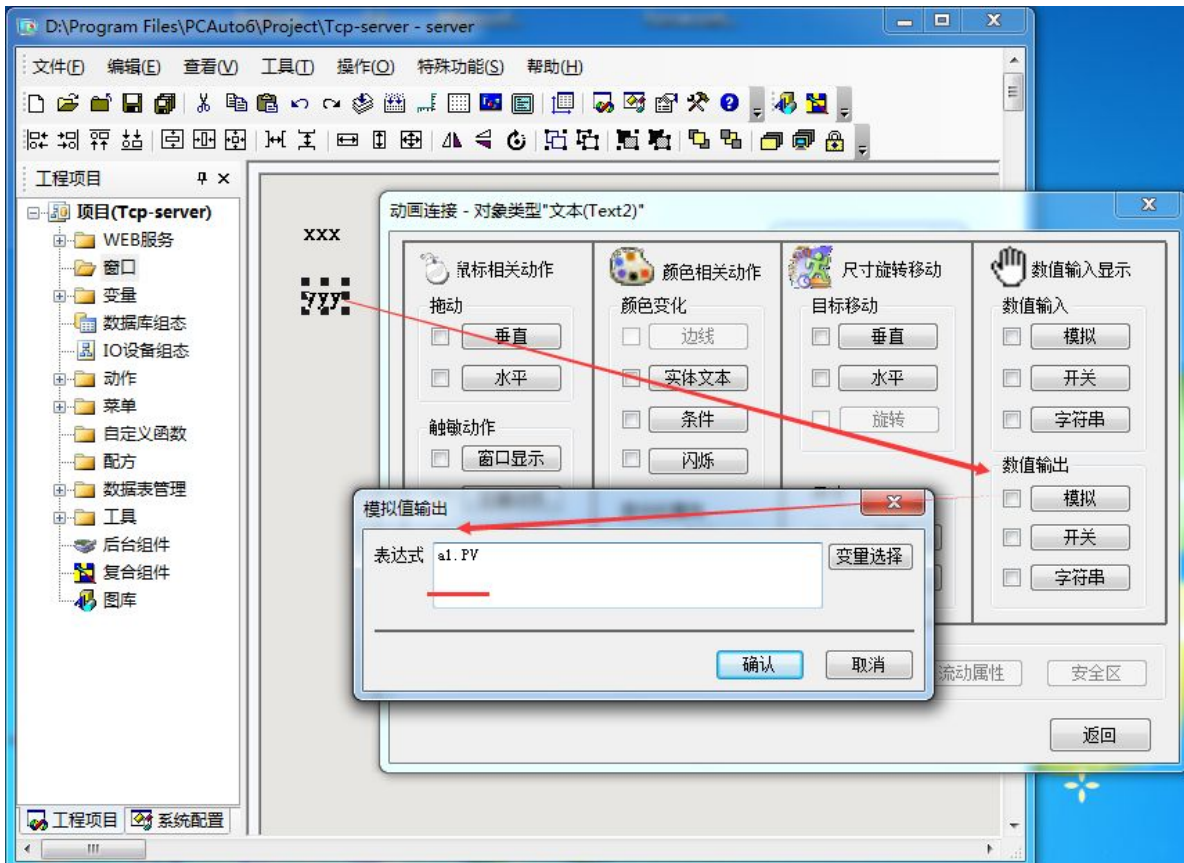 D:\Program Files\PCAuto6\Project\Tcp-server - server
文件(F) 编辑(E) 查看(V) 工具(T) 操作(O) 特殊功能(S) 帮助(H)
工程项目
项目(Tcp-server)
WEB服务
窗口
变量
数据库组态
IO设备组态
动作
菜单
自定义函数
配方
数据表管理
工具
后台组件
复合组件
图库
工程项目 系统配置
xxx
yyy
动画连接 - 对象类型"文本(Text2)"
鼠标相关动作
拖动
垂直
水平
触敏动作
窗口显示
颜色相关动作
颜色变化
边线
实体文本
条件
闪烁
尺寸旋转移动
目标移动
垂直
水平
旋转
数值输入显示
数值输入
模拟
开关
字符串
数值输出
模拟
开关
字符串
流动属性 安全区
返回
模拟值输出
表达式 a1.PV 变量选择
确认 取消